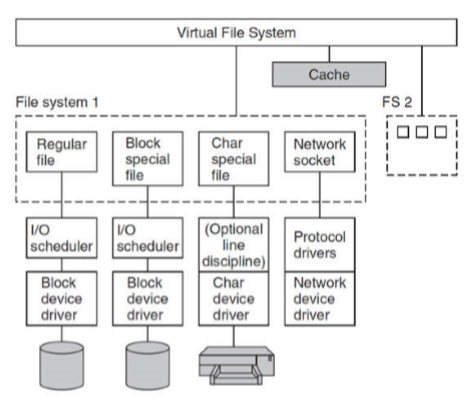 Virtual File System
Cache
File system 1
FS 2
Regular
file
Block
special
file
Char
special
file
Network
socket
I/O
scheduler
I/O
scheduler
(Optional
line
discipline)
Protocol
drivers
Block
device
driver
Block
device
driver
Char
device
driver
Network
device
driver